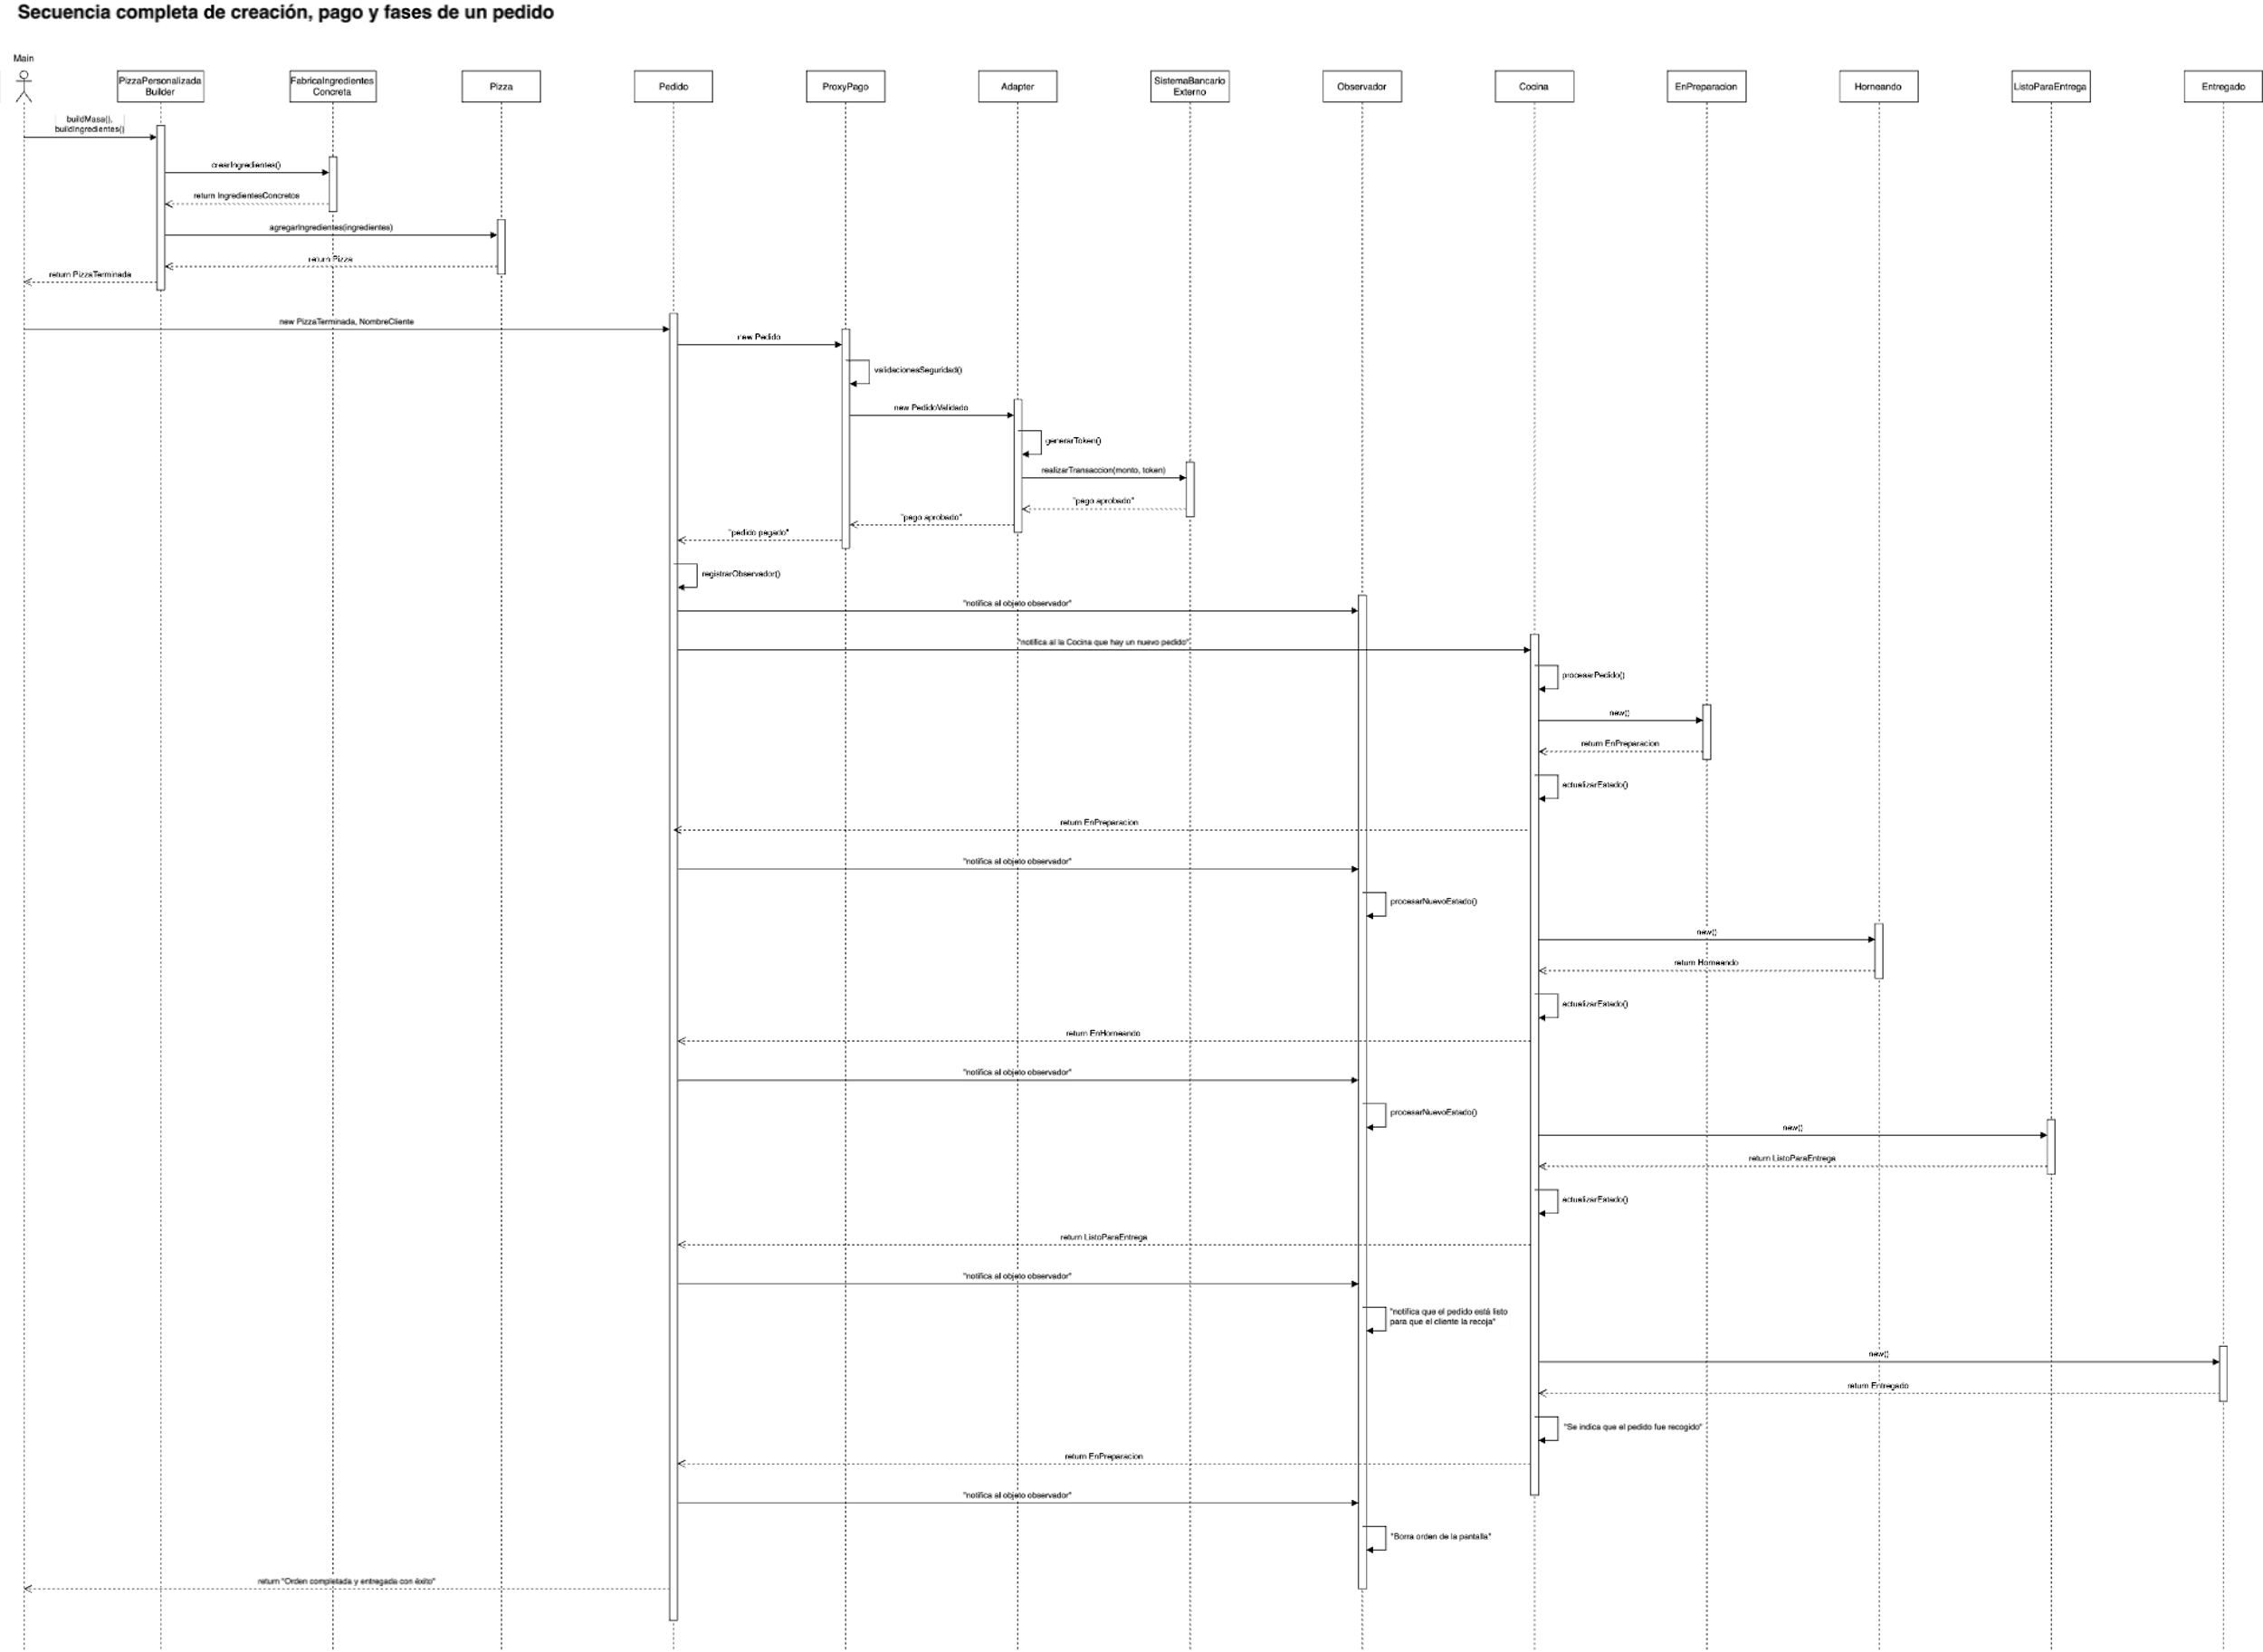 Secuencia completa de creación, pago y fases de un pedido
Main
PizzaPersonalizada
Builder
FabricaIngredientes
Concreta
Pizza
Pedido
ProxyPago
Adapter
SistemaBancario
Externo
Observador
Cocina
EnPreparacion
Horneando
ListoParaEntrega
Entregado
buildMasa(),
buildIngredientes()
crearIngredientes()
return IngredientesConcretos
agregarIngredientes(ingredientes)
return Pizza
return PizzaTerminada
new PizzaTerminada, NombreCliente
new Pedido
validacionesSeguridad()
new PedidoValidado
generarToken()
realizarTransaccion(monto, token)
"pago aprobado"
"pago aprobado"
"pedido pagado"
registrarObservador()
"notifica al objeto observador"
"notifica al la Cocina que hay un nuevo pedido"
procesarPedido()
new()
return EnPreparacion
actualizarEstado()
return EnPreparacion
"notifica al objeto observador"
procesarNuevoEstado()
new()
return Horneando
actualizarEstado()
return EnHorneando
"notifica al objeto observador"
procesarNuevoEstado()
new()
return ListoParaEntrega
actualizarEstado()
return ListoParaEntrega
"notifica al objeto observador"
"notifica que el pedido está listo
para que el cliente la recoja"
new()
return Entregado
"Se indica que el pedido fue recogido"
return EnPreparacion
"notifica al objeto observador"
"Borra orden de la pantalla"
return "Orden completada y entregada con éxito"